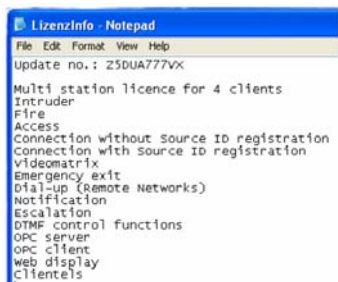 LizenzInfo - Notepad
File Edit Format View Help
Update no.: Z5DUA777VX
Multi station licence for 4 clients
Intruder
Fire
Access
Connection without Source ID registration
Connection with Source ID registration
Videomatrix
Emergency exit
Dial-up (Remote Networks)
Notification
Escalation
DTMF control functions
OPC server
OPC client
Web display
Clientels